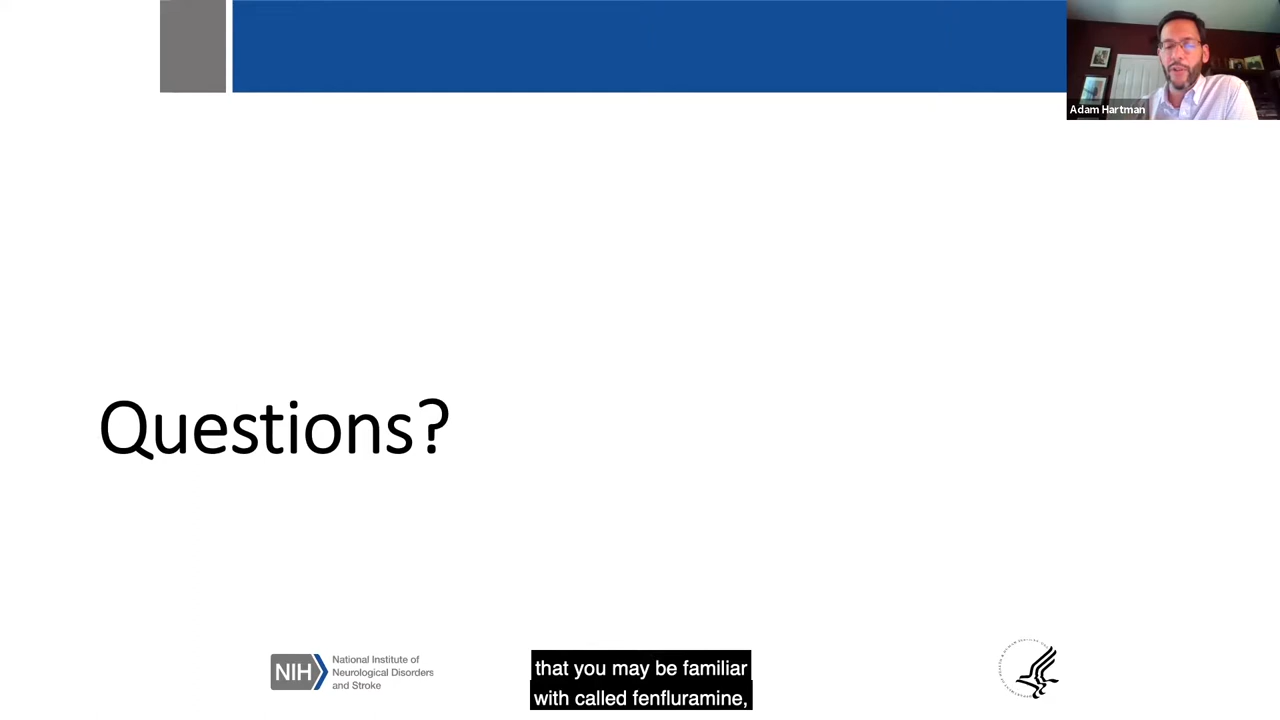 Adam Hartman
Questions?
NIH
National Institute of
Neurological Disorders
and Stroke
that you may be familiar
with called fenfluramine,